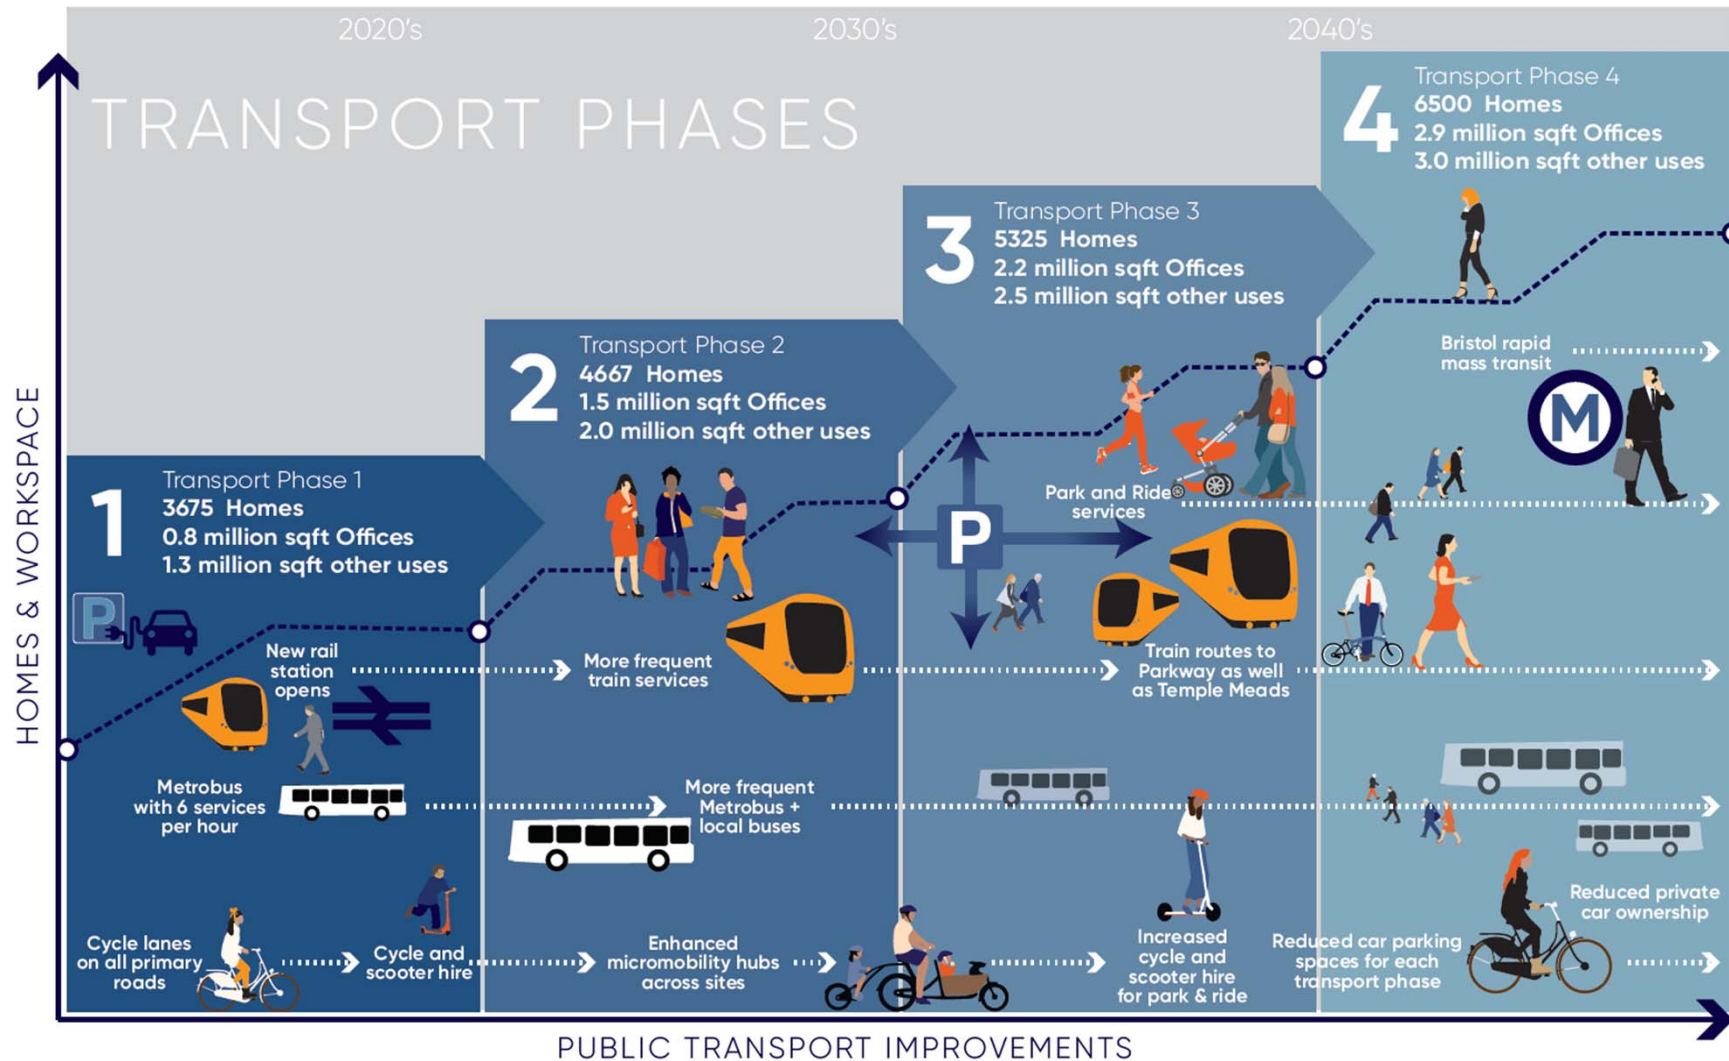 2020's
2030's
2040's
TRANSPORT PHASES
HOMES & WORKSPACE
1
Transport Phase 1
3675 Homes
0.8 million sqft Offices
1.3 million sqft other uses
P
New rail
station
opens
Metrobus
with 6 services
per hour
Cycle lanes
on all primary
roads
Cycle and
scooter hire
2
Transport Phase 2
4667 Homes
1.5 million sqft Offices
2.0 million sqft other uses
More frequent
train services
More frequent
Metrobus +
local buses
Enhanced
micromobility hubs
across sites
3
Transport Phase 3
5325 Homes
2.2 million sqft Offices
2.5 million sqft other uses
P
Park and Ride
services
Train routes to
Parkway as well
as Temple Meads
Increased
cycle and
scooter hire
for park & ride
4
Transport Phase 4
6500 Homes
2.9 million sqft Offices
3.0 million sqft other uses
Bristol rapid
mass transit
M
Reduced car parking
spaces for each
transport phase
Reduced private
car ownership
PUBLIC TRANSPORT IMPROVEMENTS